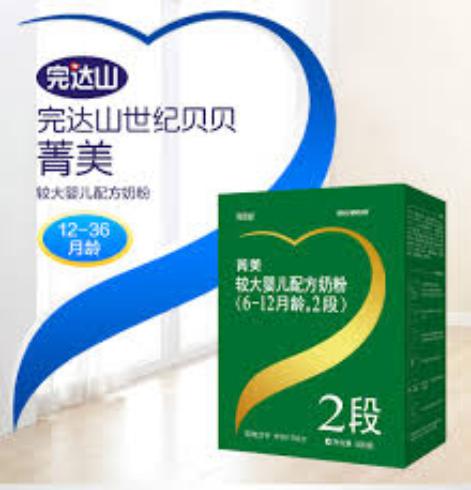 完达山
完达山世纪贝贝
菁美
较大婴儿配方奶粉
12-36
月龄
菁美
较大婴儿配方奶粉
(6-12月龄,2段)
2段